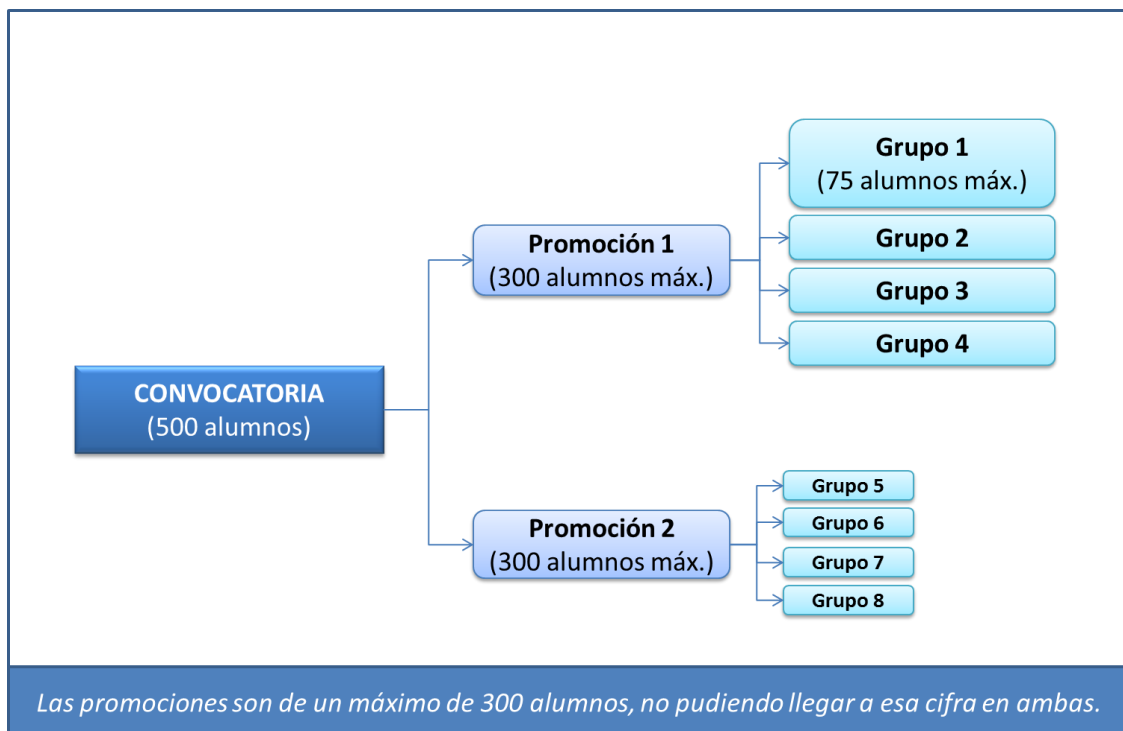 CONVOCATORIA
(500 alumnos)
Promoción 1
(300 alumnos máx.)
Grupo 1
(75 alumnos máx.)
Grupo 2
Grupo 3
Grupo 4
Promoción 2
(300 alumnos máx.)
Grupo 5
Grupo 6
Grupo 7
Grupo 8
Las promociones son de un máximo de 300 alumnos, no pudiendo llegar a esa cifra en ambas.